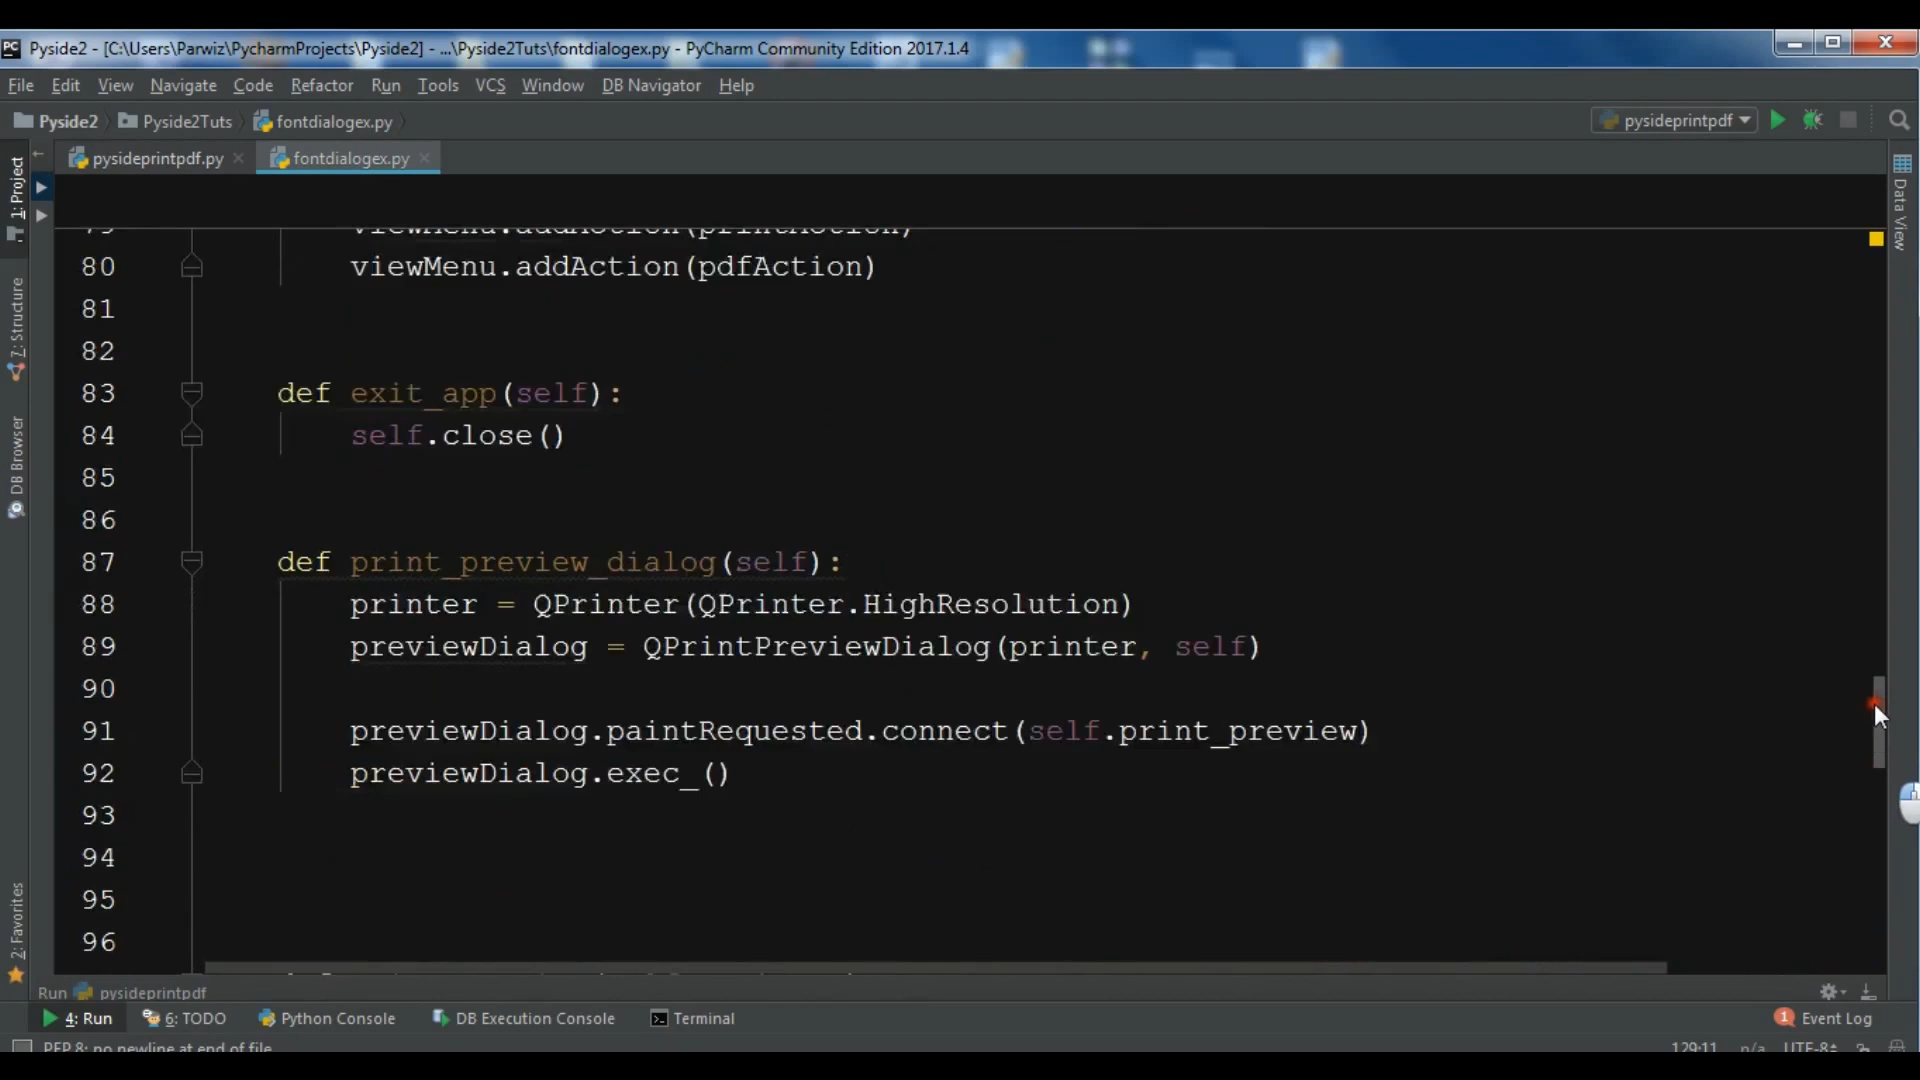 Pyside2 - [C:\Users\Parwiz\PycharmProjects\Pyside2] - ...\Pyside2Tuts\fontdialogex.py - PyCharm Community Edition 2017.1.4
File Edit View Navigate Code Refactor Run Tools VCS Window DB Navigator Help
Pyside2 Pyside2Tuts fontdialogex.py pysideprintpdf
pysideprintpdf.py fontdialogex.py
1: Project
7: Structure
DB Browser
2: Favorites
Data View
79 viewMenu.addAction(printAction)
80 viewMenu.addAction(pdfAction)
81
82
83 def exit_app(self):
84 self.close()
85
86
87 def print_preview_dialog(self):
88 printer = QPrinter(QPrinter.HighResolution)
89 previewDialog = QPrintPreviewDialog(printer, self)
90
91 previewDialog.paintRequested.connect(self.print_preview)
92 previewDialog.exec_()
93
94
95
96
Run pysideprintpdf
4: Run 6: TODO Python Console DB Execution Console Terminal 1 Event Log
PEP 8: no newline at end of file 129:11 n/a UTF-8